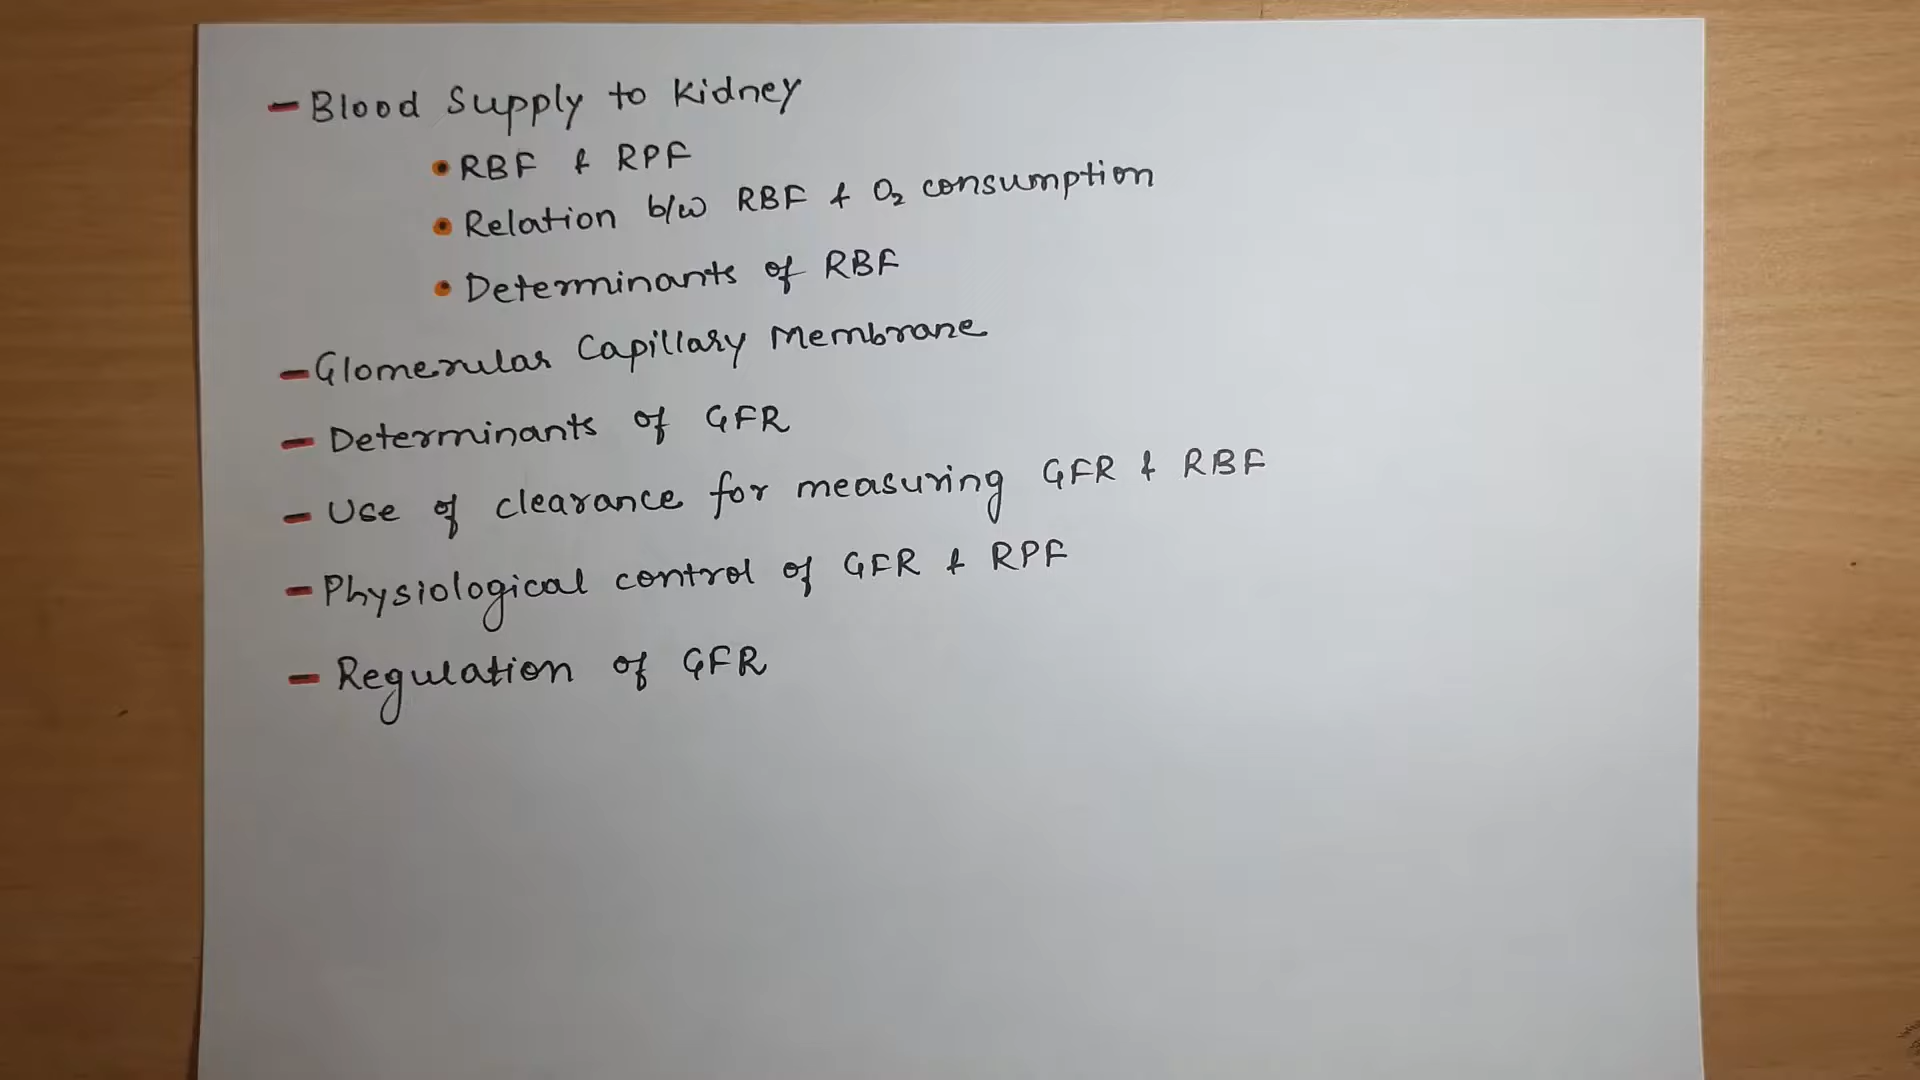 - Blood Supply to Kidney
• RBF & RPF
• Relation b/w RBF & O₂ consumption
• Determinants of RBF
- Glomerular Capillary Membrane
- Determinants of GFR
- Use of clearance for measuring GFR & RBF
- Physiological control of GFR & RPF
- Regulation of GFR